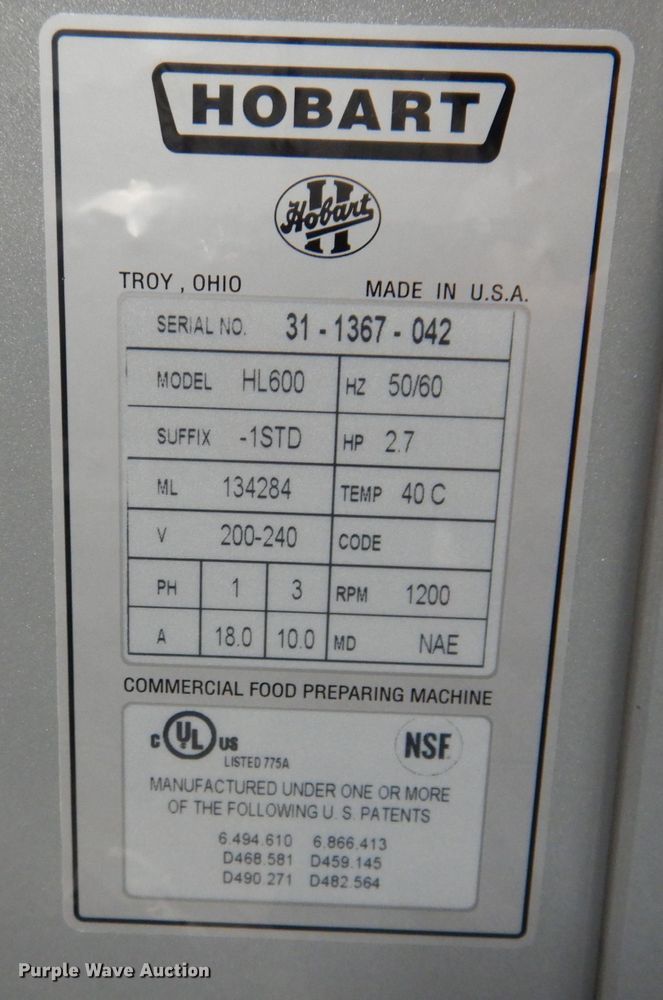 HOBART
Hobart
TROY , OHIO MADE IN U.S.A.
SERIAL NO. 31 - 1367 - 042
MODEL HL600 HZ 50/60
SUFFIX -1STD HP 2.7
ML 134284 TEMP 40 C
V 200-240 CODE
PH 1 3 RPM 1200
A 18.0 10.0 MD NAE
COMMERCIAL FOOD PREPARING MACHINE
C UL US NSF
LISTED 775A
MANUFACTURED UNDER ONE OR MORE
OF THE FOLLOWING U. S. PATENTS
6.494.610 6.866.413
D468.581 D459.145
D490.271 D482.564
Purple Wave Auction